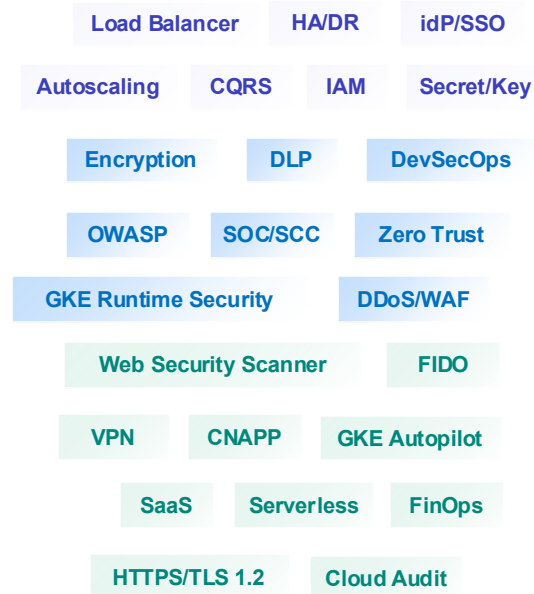 Load Balancer HA/DR idP/SSO
Autoscaling CQRS IAM Secret/Key
Encryption DLP DevSecOps
OWASP SOC/SCC Zero Trust
GKE Runtime Security DDoS/WAF
Web Security Scanner FIDO
VPN CNAPP GKE Autopilot
SaaS Serverless FinOps
HTTPS/TLS 1.2 Cloud Audit